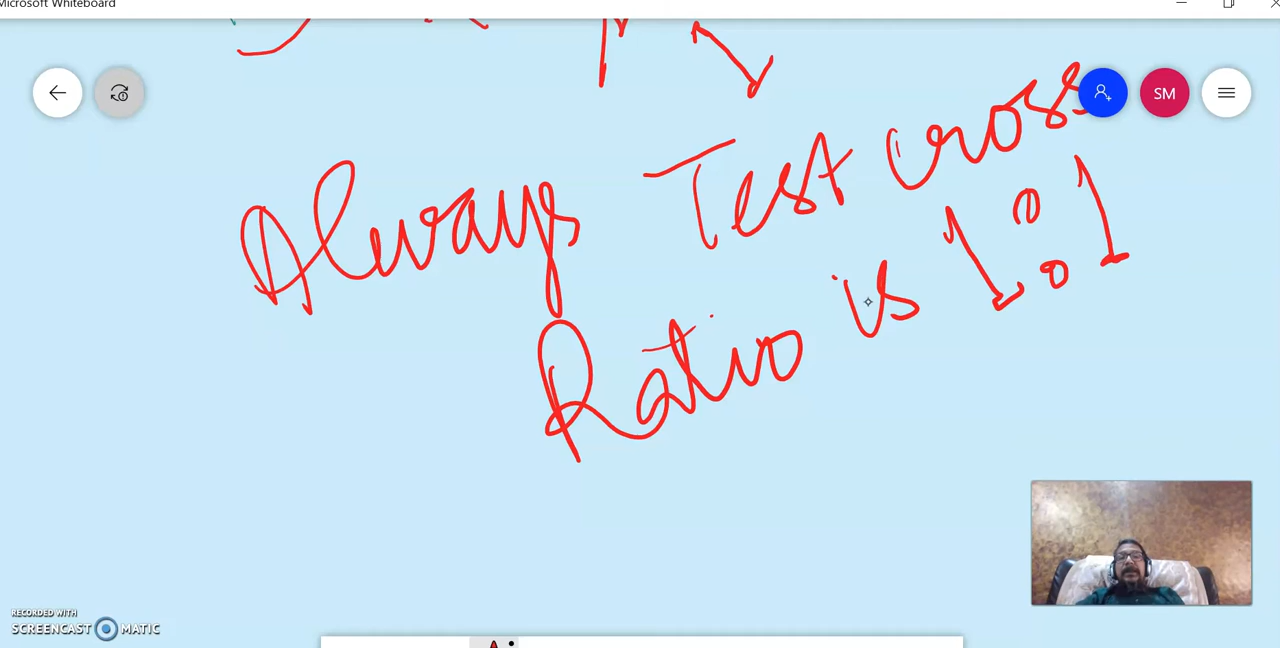 Microsoft Whiteboard
SM
Always Test cross
Ratio is 1:1
RECORDED WITH
SCREENCAST MATIC